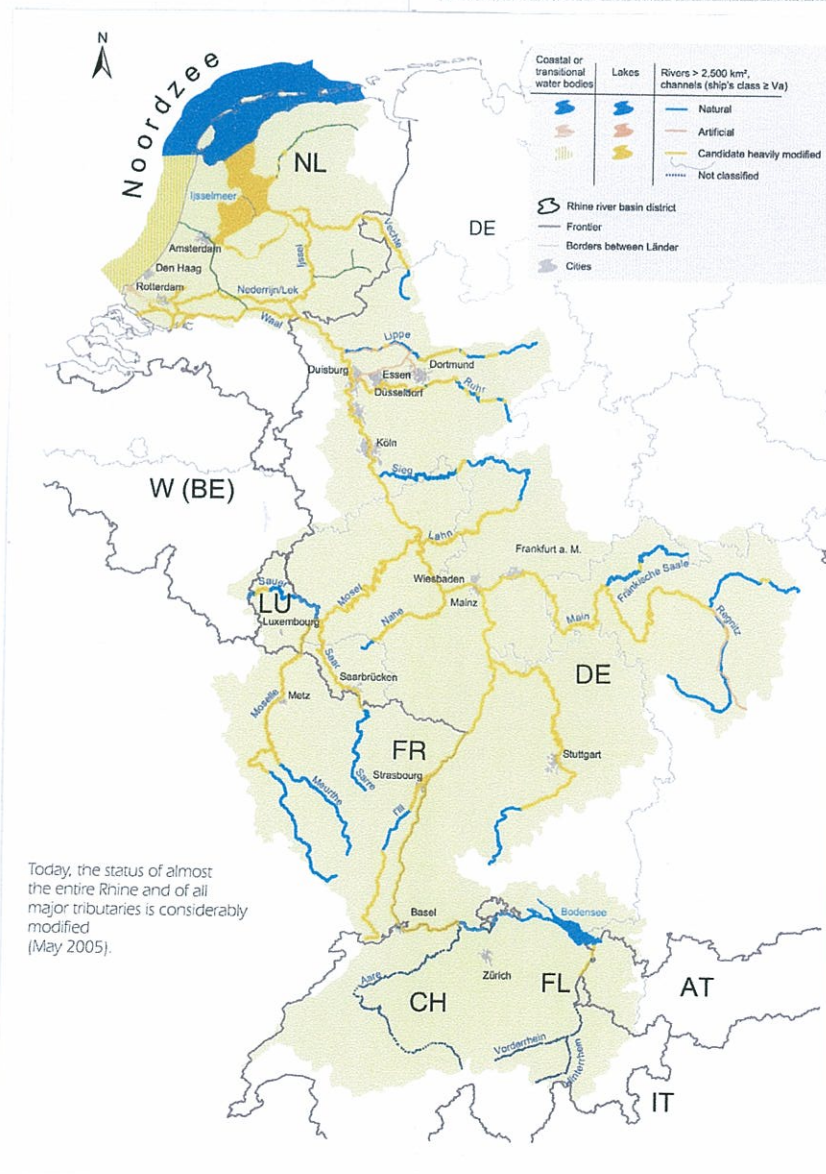 N
Noordzee
Coastal or
transitional
water bodies
Lakes
Rivers > 2,500 km²,
channels (ship's class ≥ Va)
Natural
Artificial
Candidate heavily modified
Not classified
Rhine river basin district
Frontier
Borders between Länder
Cities
NL
DE
Ijsselmeer
Vechte
Amsterdam
Ijssel
Den Haag
Nederrijn/Lek
Rotterdam
Waal
Lippe
Duisburg
Essen
Dortmund
Düsseldorf
Ruhr
Köln
Sieg
W (BE)
Lahn
Frankfurt a. M.
Wiesbaden
Fränkische Saale
Sauer
LU
Mosel
Mainz
Luxembourg
Nahe
Main
Regnitz
Saar
Saarbrücken
DE
Moselle
Metz
FR
Stuttgart
Strasbourg
Sarre
Meurthe
Ill
Today, the status of almost
the entire Rhine and of all
major tributaries is considerably
modified
(May 2005).
Basel
Bodensee
Aare
Zürich
FL
AT
CH
Vorderrhein
Hinterrhein
IT